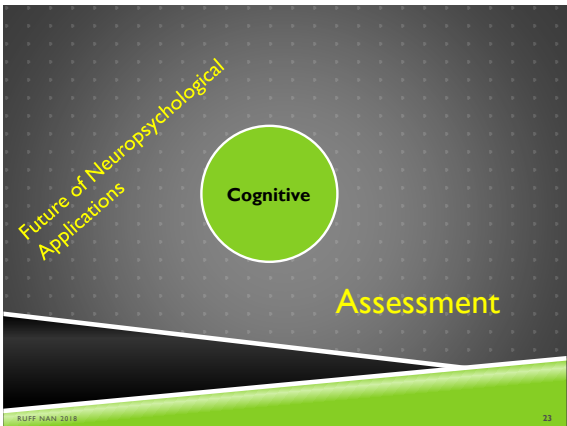 Future of Neuropsychological
Applications
Cognitive
Assessment
RUFF NAN 2018
23